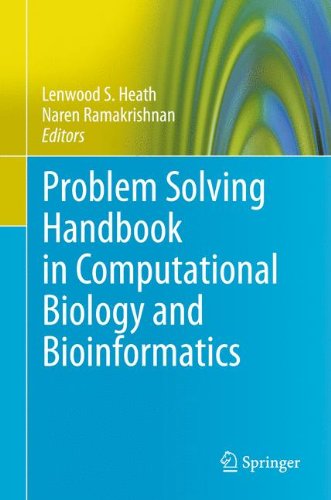 Lenwood S. Heath
Naren Ramakrishnan
Editors
Problem Solving
Handbook
in Computational
Biology and
Bioinformatics
Springer